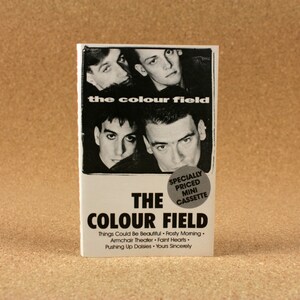 the colour field
SPECIALLY
PRICED
MINI
CASSETTE
THE
COLOUR FIELD
Things Could Be Beautiful • Frosty Morning •
Armchair Theater • Faint Hearts •
Pushing Up Daisies • Yours Sincerely